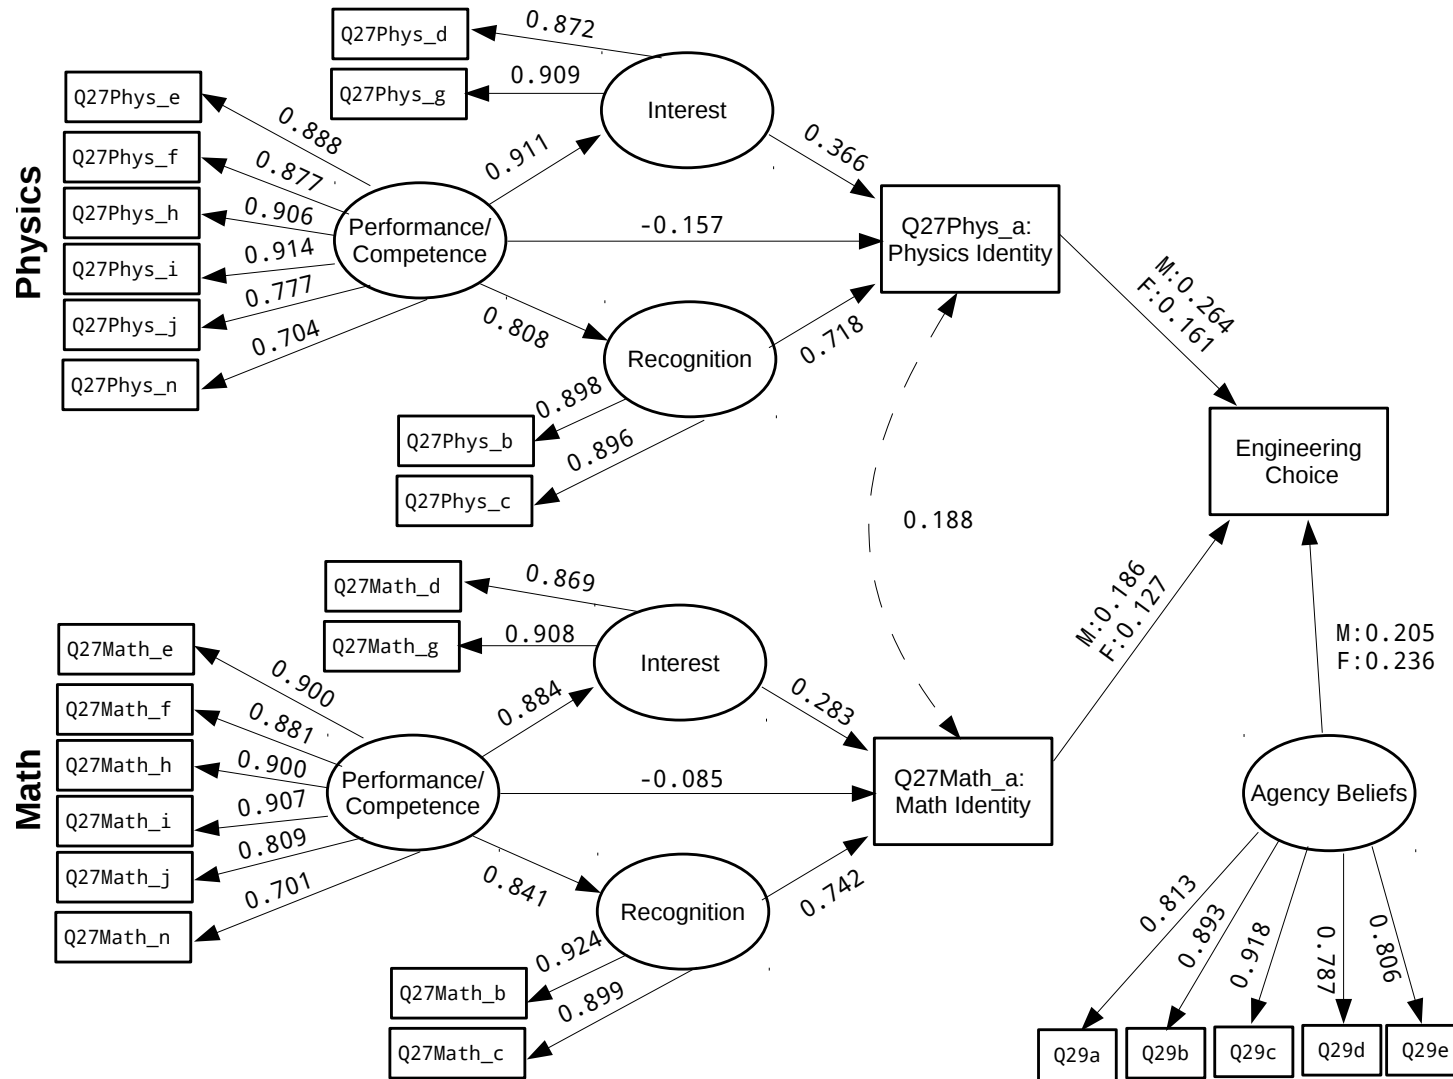 Physics
Q27Phys_d
0.872
Q27Phys_g
0.909
Interest
Q27Phys_e
0.888
Q27Phys_f
0.877
Q27Phys_h
0.906
Q27Phys_i
0.914
Q27Phys_j
0.777
Q27Phys_n
0.704
Performance/
Competence
0.911
0.366
-0.157
0.808
Recognition
0.718
Q27Phys_b
0.898
Q27Phys_c
0.896
Q27Phys_a:
Physics Identity
M:0.264
F:0.161
Engineering
Choice
0.188
Math
Q27Math_d
0.869
Q27Math_g
0.908
Interest
Q27Math_e
0.900
Q27Math_f
0.881
Q27Math_h
0.900
Q27Math_i
0.907
Q27Math_j
0.809
Q27Math_n
0.701
Performance/
Competence
0.884
0.283
-0.085
0.841
Recognition
0.742
Q27Math_b
0.924
Q27Math_c
0.899
Q27Math_a:
Math Identity
M:0.186
F:0.127
M:0.205
F:0.236
Agency Beliefs
0.813
0.893
0.918
0.787
0.806
Q29a
Q29b
Q29c
Q29d
Q29e